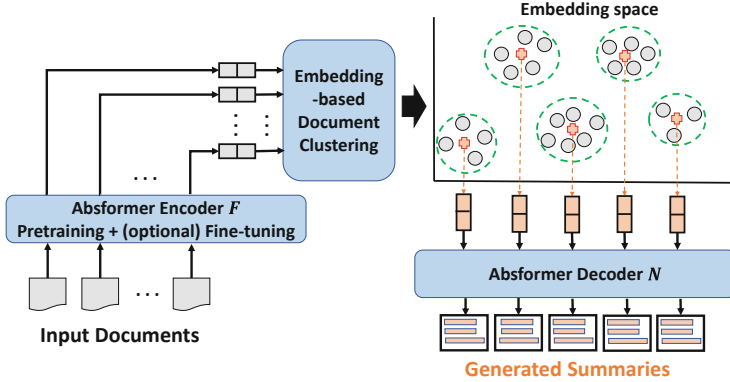 Embedding space
Embedding
-based
Document
Clustering
Absformer Encoder F
Pretraining + (optional) Fine-tuning
Input Documents
Absformer Decoder N
Generated Summaries